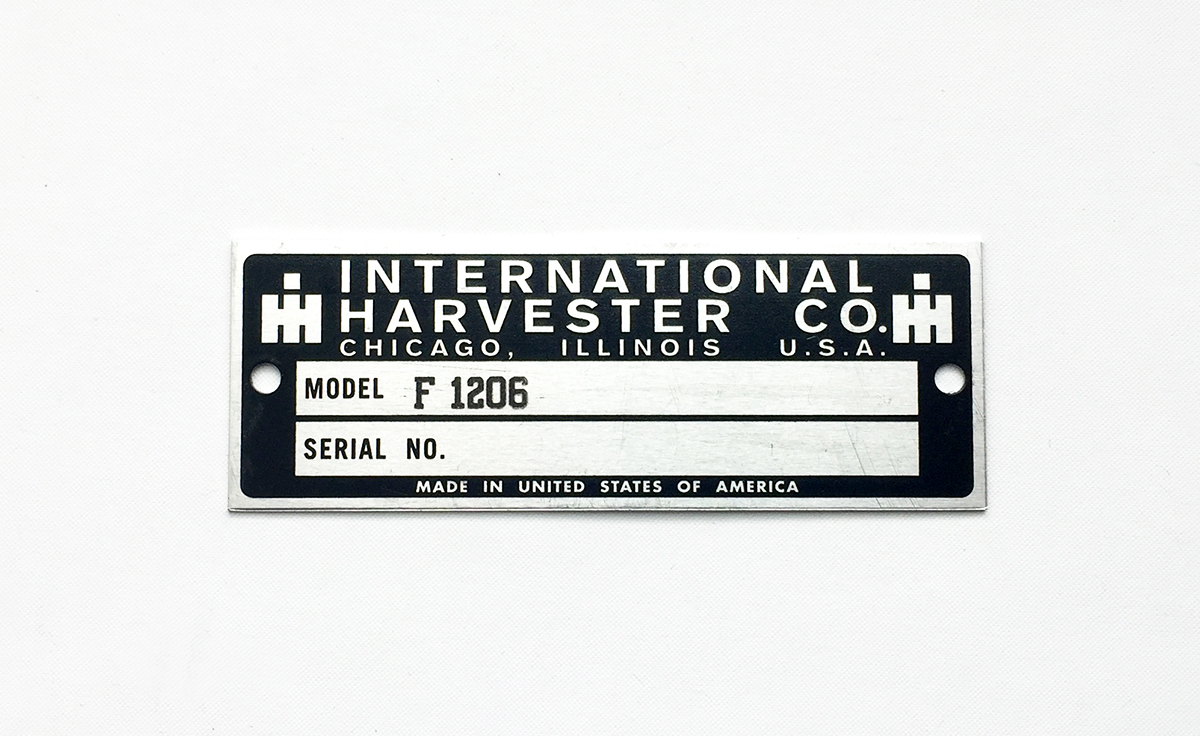 INTERNATIONAL
HARVESTER CO.
CHICAGO, ILLINOIS U.S.A.
MODEL F 1206
SERIAL NO.
MADE IN UNITED STATES OF AMERICA